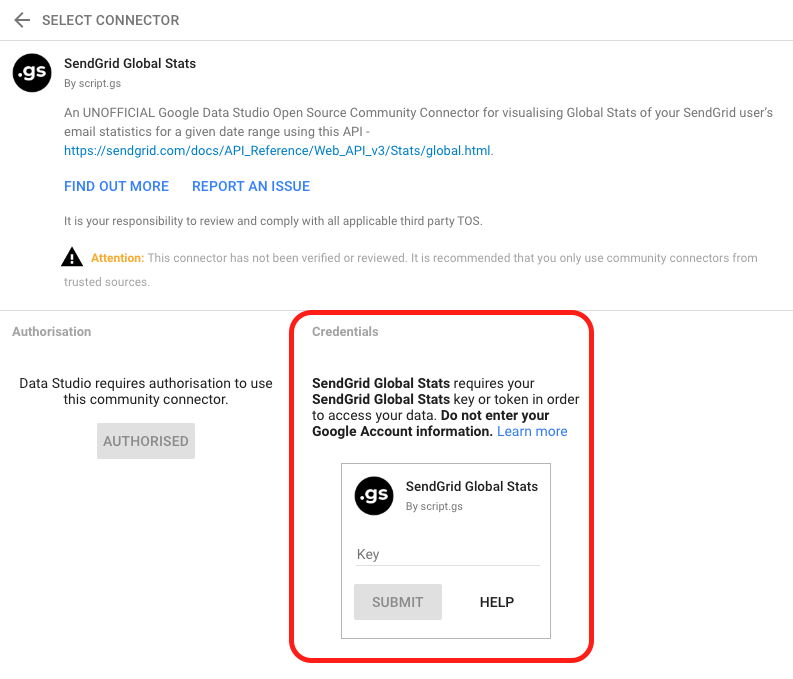 SELECT CONNECTOR
.gs
SendGrid Global Stats
By script.gs
An UNOFFICIAL Google Data Studio Open Source Community Connector for visualising Global Stats of your SendGrid user's
email statistics for a given date range using this API -
https://sendgrid.com/docs/API_Reference/Web_API_v3/Stats/global.html.
FIND OUT MORE REPORT AN ISSUE
It is your responsibility to review and comply with all applicable third party TOS.
Attention: This connector has not been verified or reviewed. It is recommended that you only use community connectors from
trusted sources.
Authorisation
Data Studio requires authorisation to use
this community connector.
AUTHORISED
Credentials
SendGrid Global Stats requires your
SendGrid Global Stats key or token in order
to access your data. Do not enter your
Google Account information. Learn more
.gs
SendGrid Global Stats
By script.gs
Key
SUBMIT HELP